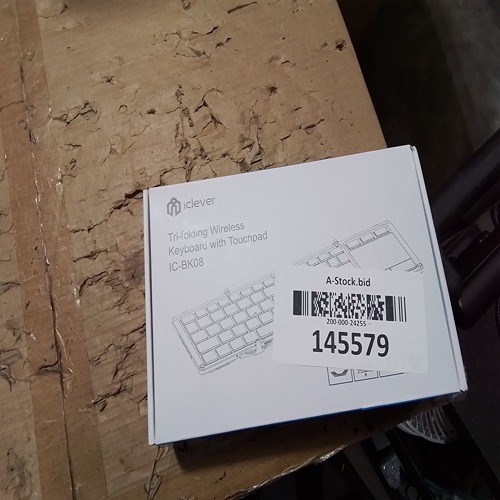 iclever
Tri-folding Wireless
Keyboard with Touchpad
IC-BK08
A-Stock.bid
200-000-24255
145579